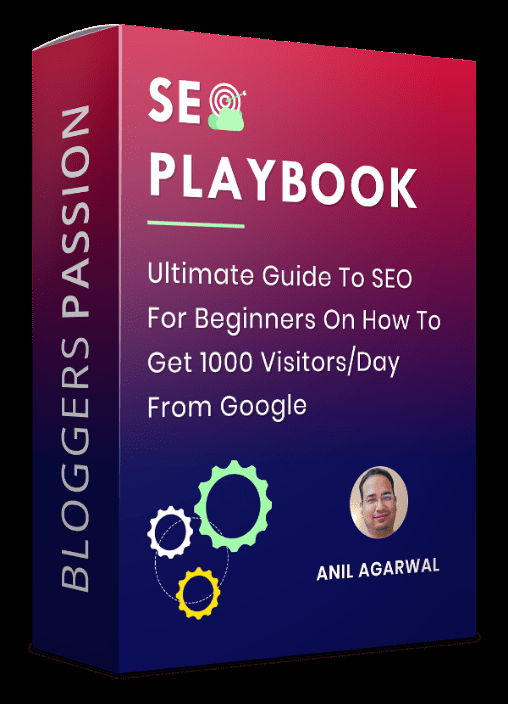 BLOGGERS PASSION
SEO
PLAYBOOK
Ultimate Guide To SEO
For Beginners On How To
Get 1000 Visitors/Day
From Google
ANIL AGARWAL